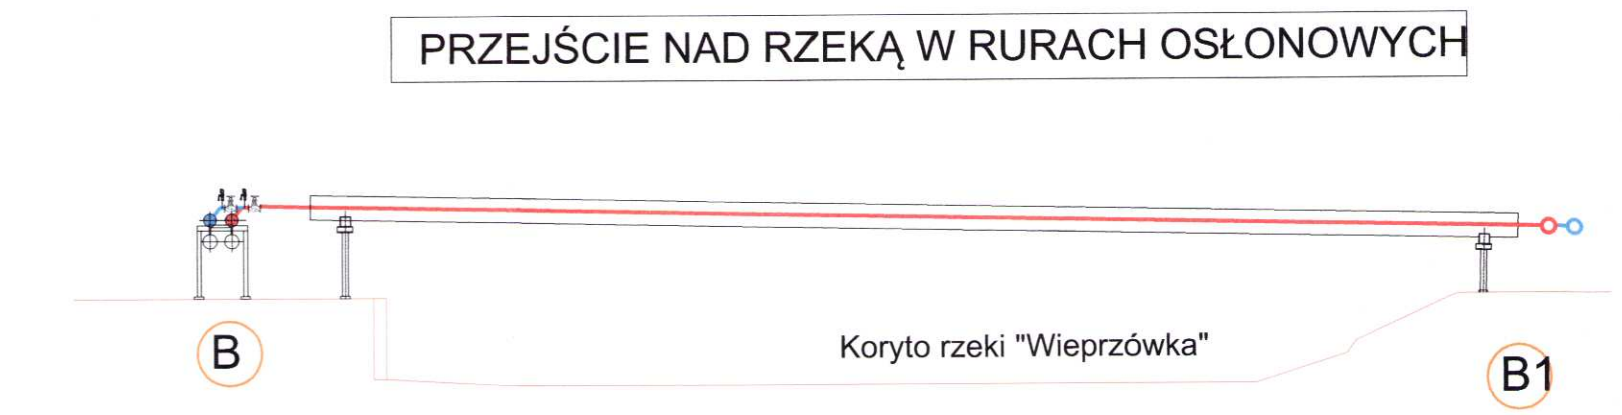 PRZEJŚCIE NAD RZEKĄ W RURACH OSŁONOWYCH
Koryto rzeki "Wieprzówka"
B
B1